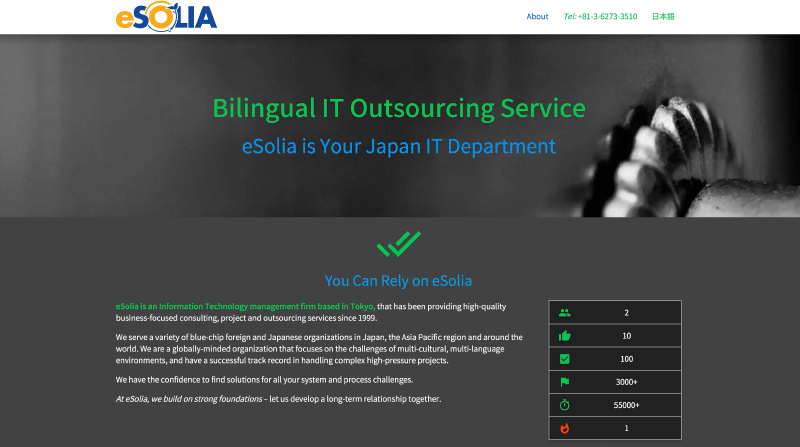 eSOLIA
About Tel: +81-3-6273-3510 日本語
Bilingual IT Outsourcing Service
eSolia is Your Japan IT Department
You Can Rely on eSolia
eSolia is an Information Technology management firm based in Tokyo, that has been providing high-quality
business-focused consulting, project and outsourcing services since 1999.
We serve a variety of blue-chip foreign and Japanese organizations in Japan, the Asia Pacific region and around the
world. We are a globally-minded organization that focuses on the challenges of multi-cultural, multi-language
environments, and have a successful track record in handling complex high-pressure projects.
We have the confidence to find solutions for all your system and process challenges.
At eSolia, we build on strong foundations – let us develop a long-term relationship together.
2
10
100
3000+
55000+
1